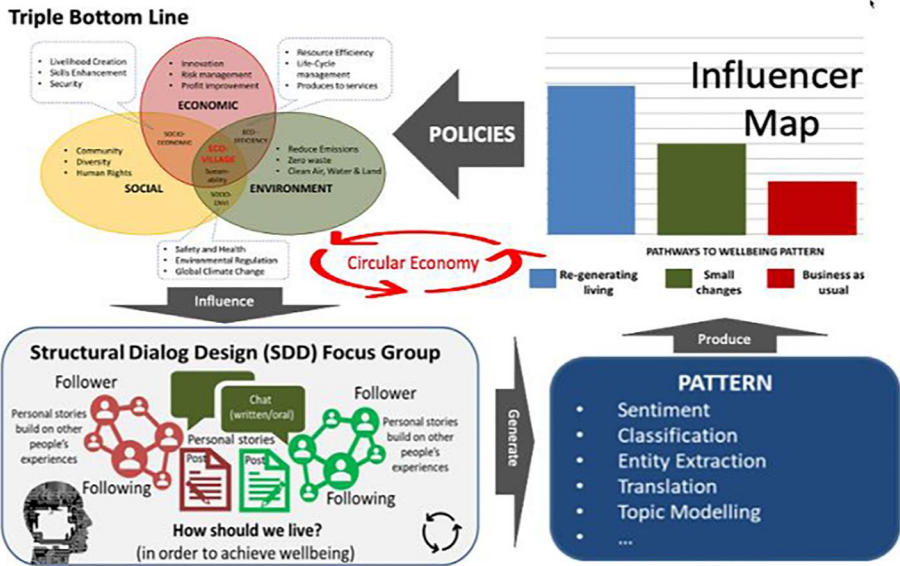 Triple Bottom Line
• Livelihood Creation
• Skills Enhancement
• Security
• Innovation
• Risk management
• Profit improvement
ECONOMIC
• Resource Efficiency
• Life-Cycle
management
• Produces to services
SOCIO-
ECONOMIC
ECO-
EFFICIENCY
ECO-
VILLAGE
Sustain-
ability
SOCIO-
ENVI
• Community
• Diversity
• Human Rights
SOCIAL
• Reduce Emissions
• Zero waste
• Clean Air, Water & Land
ENVIRONMENT
• Safety and Health
• Environmental Regulation
• Global Climate Change
POLICIES
Influencer
Map
PATHWAYS TO WELLBEING PATTERN
Re-generating
living
Small
changes
Business as
usual
Circular Economy
Influence
Structural Dialog Design (SDD) Focus Group
Follower
Personal stories
build on other
people's
experiences
Following
Chat
(written/oral)
Personal stories
Post
Post
Follower
Personal stories
build on other
people's
experiences
Following
How should we live?
(in order to achieve wellbeing)
Generate
Produce
PATTERN
• Sentiment
• Classification
• Entity Extraction
• Translation
• Topic Modelling
• ...